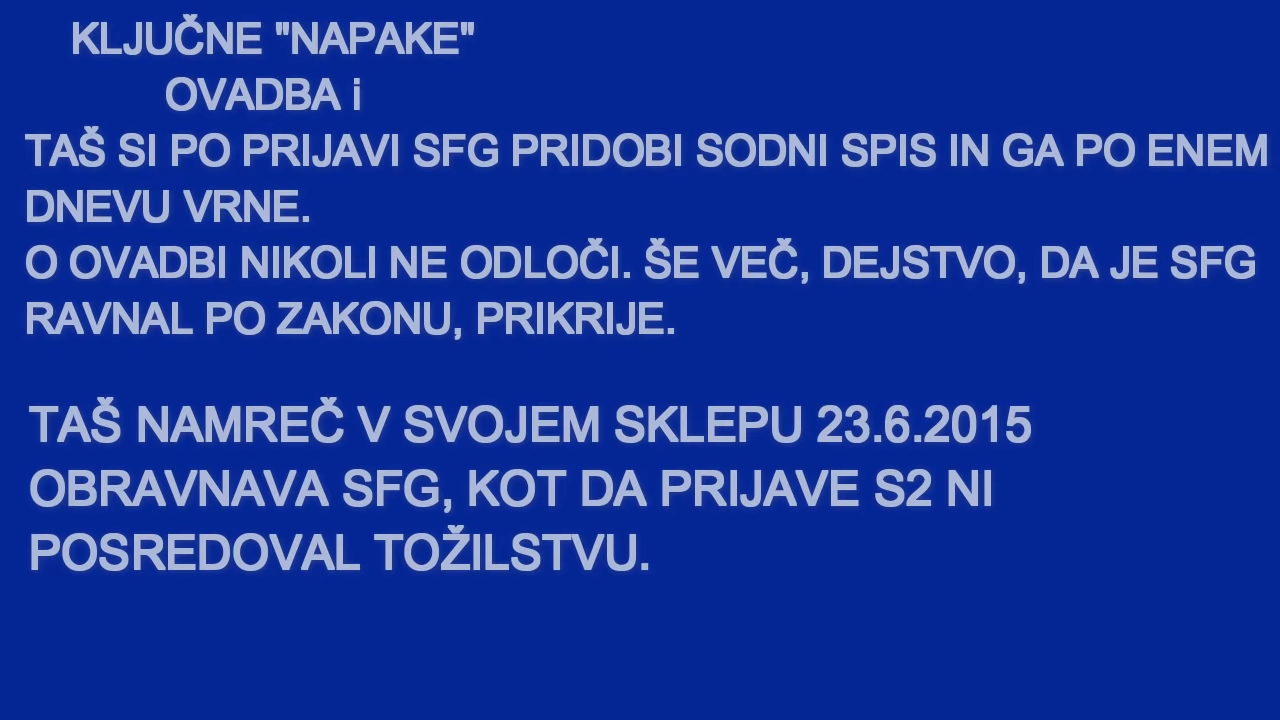 KLJUČNE "NAPAKE"
OVADBA i
TAŠ SI PO PRIJAVI SFG PRIDOBI SODNI SPIS IN GA PO ENEM
DNEVU VRNE.
O OVADBI NIKOLI NE ODLOČI. ŠE VEČ, DEJSTVO, DA JE SFG
RAVNAL PO ZAKONU, PRIKRIJE.
TAŠ NAMREČ V SVOJEM SKLEPU 23.6.2015
OBRAVNAVA SFG, KOT DA PRIJAVE S2 NI
POSREDOVAL TOŽILSTVU.